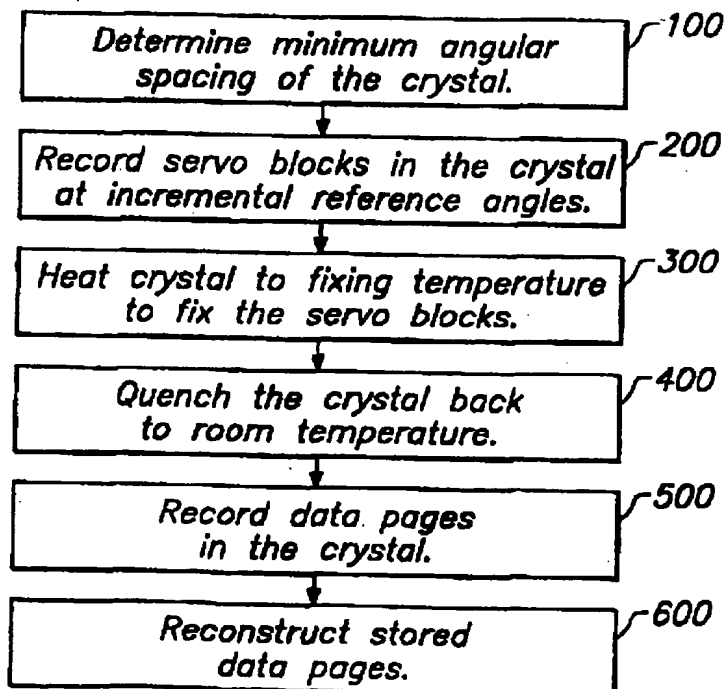 100
Determine minimum angular
spacing of the crystal.
200
Record servo blocks in the crystal
at incremental reference angles.
300
Heat crystal to fixing temperature
to fix the servo blocks.
400
Quench the crystal back
to room temperature.
500
Record data pages
in the crystal.
600
Reconstruct stored
data pages.